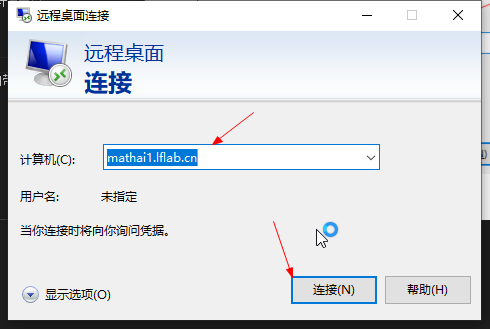 远程桌面连接
远程桌面
连接
计算机(C):
mathai1.lflab.cn
用户名:
未指定
当你连接时将向你询问凭据。
显示选项(O)
连接(N)
帮助(H)